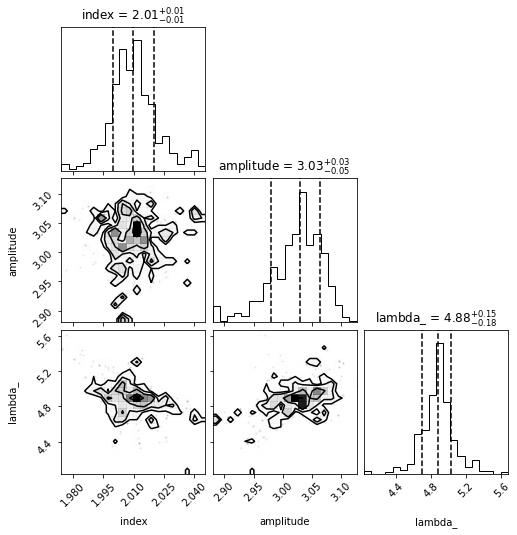 index = 2.01+0.01−0.01
amplitude = 3.03+0.03−0.05
lambda_ = 4.88+0.15−0.18
amplitude
3.10
3.05
3.00
2.95
2.90
lambda_
5.6
5.2
4.8
4.4
1.980 1.995 2.010 2.025 2.040
2.90 2.95 3.00 3.05 3.10
4.4 4.8 5.2 5.6
index amplitude lambda_